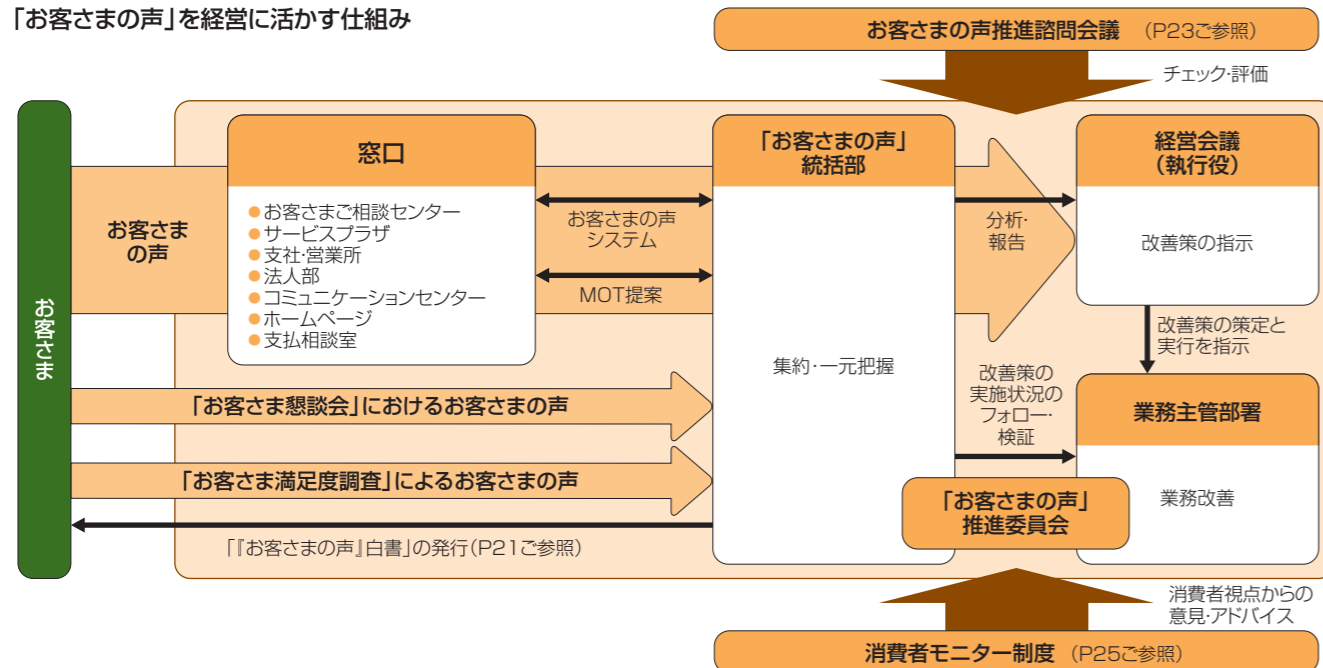 「お客さまの声」を経営に活かす仕組み
お客さまの声推進諮問会議 (P23ご参照)
チェック・評価
お客さま
お客さま
の声
窓口
●お客さまご相談センター
●サービスプラザ
●支社・営業所
●法人部
●コミュニケーションセンター
●ホームページ
●支払相談室
お客さまの声
システム
MOT提案
「お客さまの声」
統括部
集約・一元把握
分析・
報告
経営会議
(執行役)
改善策の指示
改善策の策定と
実行を指示
「お客さま懇談会」におけるお客さまの声
「お客さま満足度調査」によるお客さまの声
「『お客さまの声』白書」の発行(P21ご参照)
改善策の
実施状況の
フォロー・
検証
業務主管部署
業務改善
「お客さまの声」
推進委員会
消費者視点からの
意見・アドバイス
消費者モニター制度 (P25ご参照)